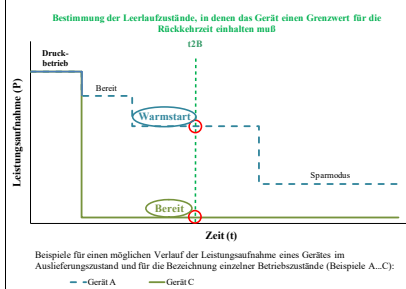 Bestimmung der Leerlaufzustände, in denen das Gerät einen Grenzwert für die
Rückkehrzeit einhalten muß
t2B
Druck-
betrieb
Bereit
Warmstart
Sparmodus
Bereit
Leistungsaufnahme (P)
Zeit (t)
Beispiele für einen möglichen Verlauf der Leistungsaufnahme eines Gerätes im
Auslieferungszustand und für die Bezeichnung einzelner Betriebszustände (Beispiele A...C):
Gerät A
Gerät C